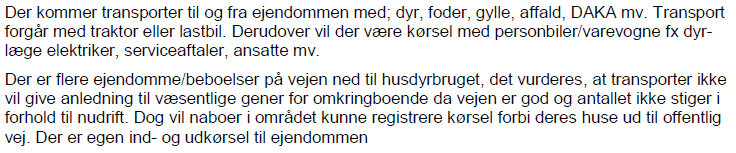 Der kommer transporter til og fra ejendommen med; dyr, foder, gylle, affald, DAKA mv. Transport
forgår med traktor eller lastbil. Derudover vil der være kørsel med personbiler/varevogne fx dyr-
læge elektriker, serviceaftaler, ansatte mv.
Der er flere ejendomme/beboelser på vejen ned til husdyrbruget, det vurderes, at transporter ikke
vil give anledning til væsentlige gener for omkringboende da vejen er god og antallet ikke stiger i
forhold til nudrift. Dog vil naboer i området kunne registrere kørsel forbi deres huse ud til offentlig
vej. Der er egen ind- og udkørsel til ejendommen